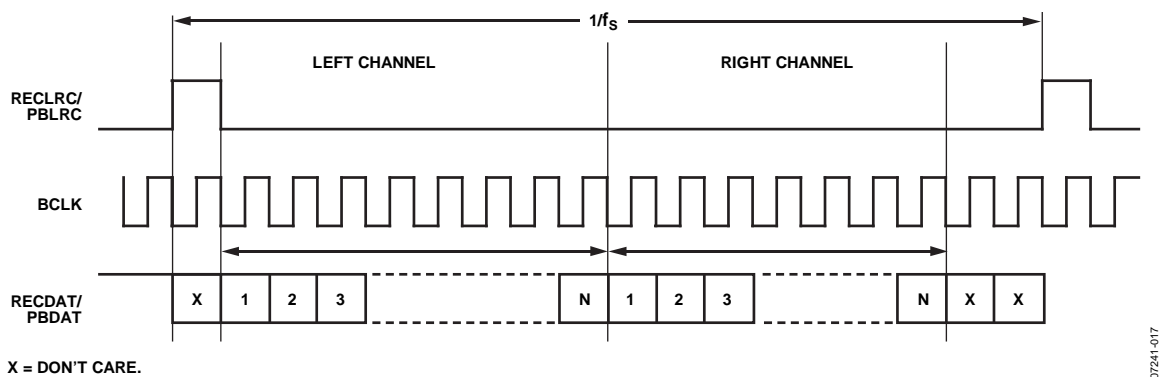 1/fS
LEFT CHANNEL RIGHT CHANNEL
RECLRC/
PBLRC
BCLK
RECDAT/
PBDAT
X 1 2 3 N 1 2 3 N X X
X = DON'T CARE.
07241-017